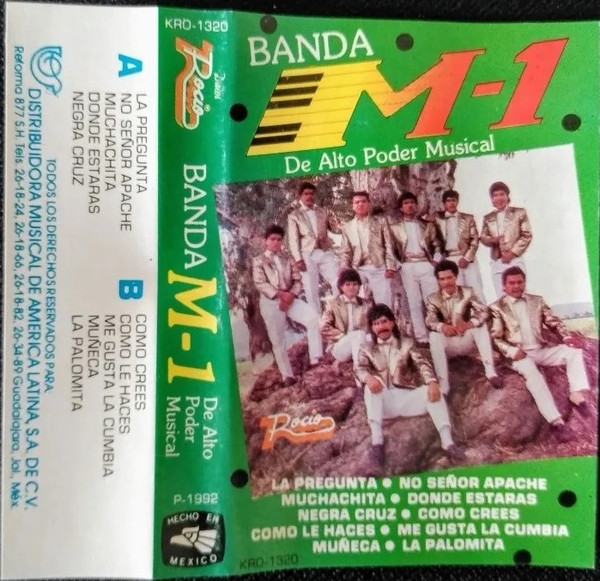 A
LA PREGUNTA
NO SEÑOR APACHE
MUCHACHITA
DONDE ESTARAS
NEGRA CRUZ
B
COMO CREES
COMO LE HACES
ME GUSTA LA CUMBIA
MUÑECA
LA PALOMITA
TODOS LOS DERECHOS RESERVADOS PARA:
DISTRIBUIDORA MUSICAL DE AMERICA LATINA, S.A. DE C.V.
Reforma 877 S.H. Tels. 26-18-24, 26-18-66, 26-18-82, 26-34-89 Guadalajara, Jal., Méx.
KRD-1320
Discos
Rocio
BANDA M-1
De Alto
Poder
Musical
P-1992
HECHO EN
MEXICO
KRD-1320
BANDA
M-1
De Alto Poder Musical
Rocio
LA PREGUNTA • NO SEÑOR APACHE
MUCHACHITA • DONDE ESTARAS
NEGRA CRUZ • COMO CREES
COMO LE HACES • ME GUSTA LA CUMBIA
MUÑECA • LA PALOMITA